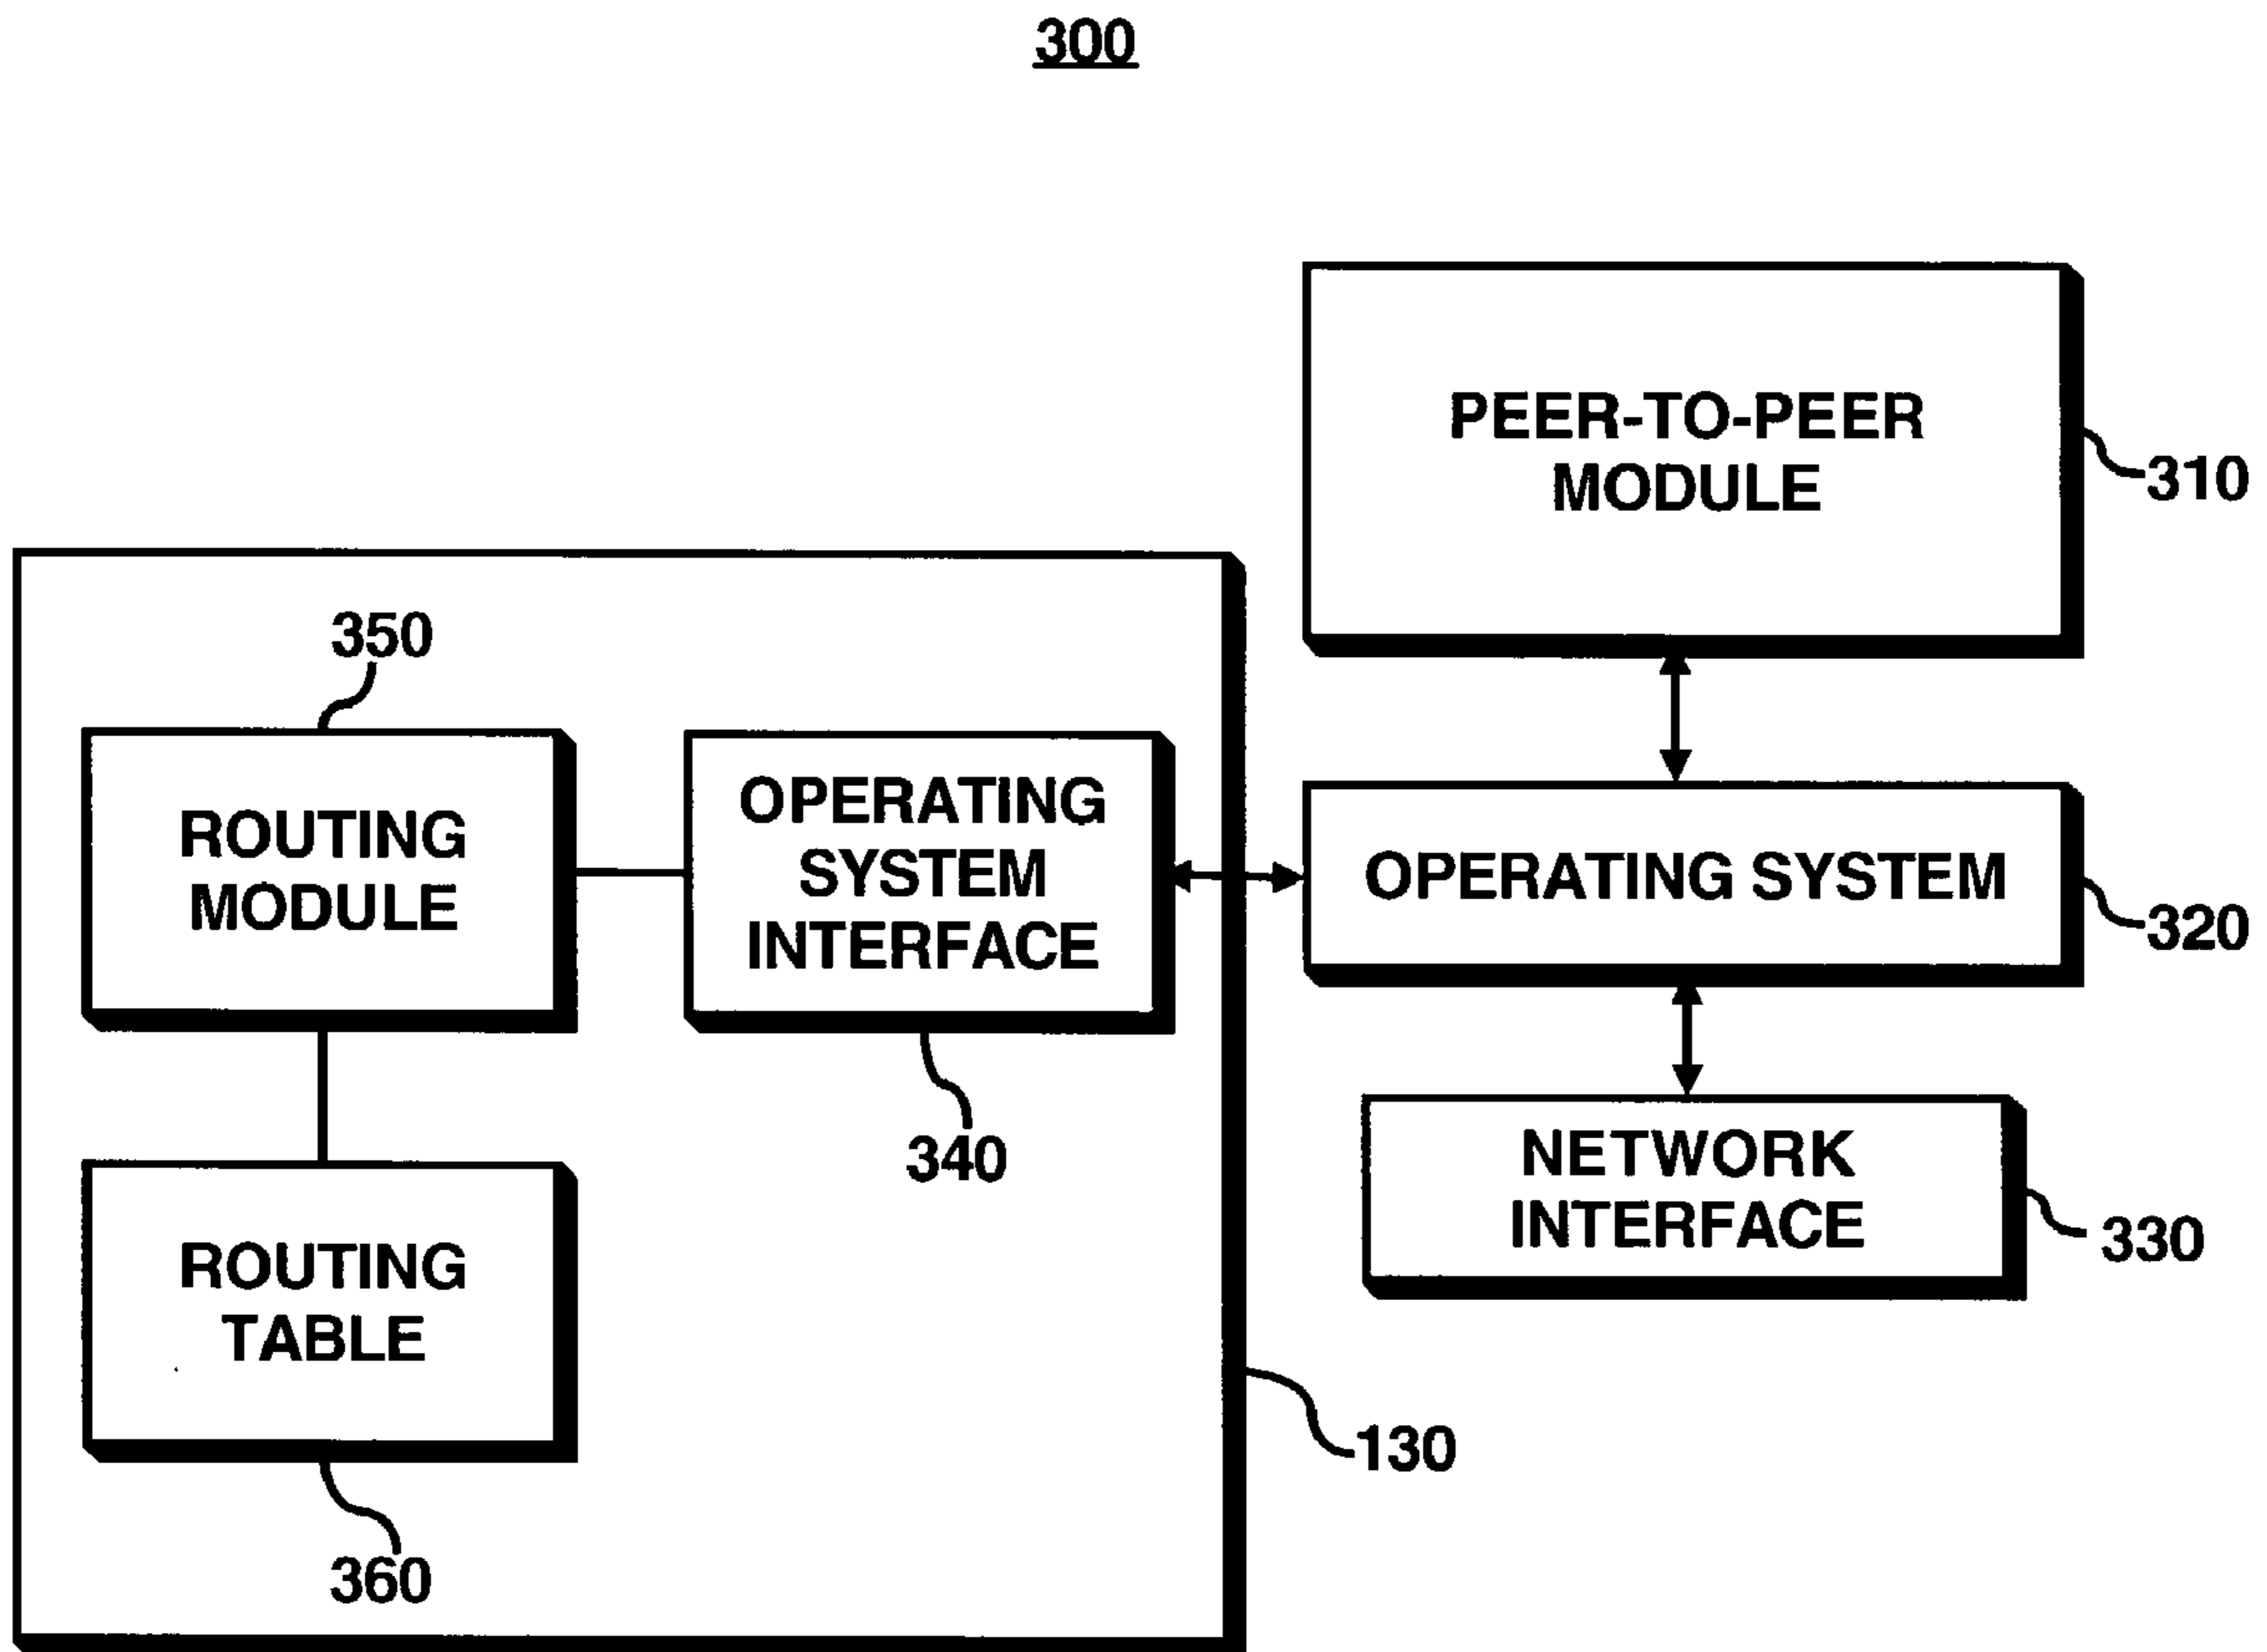 300
PEER-TO-PEER
MODULE
310
350
ROUTING
MODULE
OPERATING
SYSTEM
INTERFACE
OPERATING SYSTEM
320
340
NETWORK
INTERFACE
330
ROUTING
TABLE
130
360